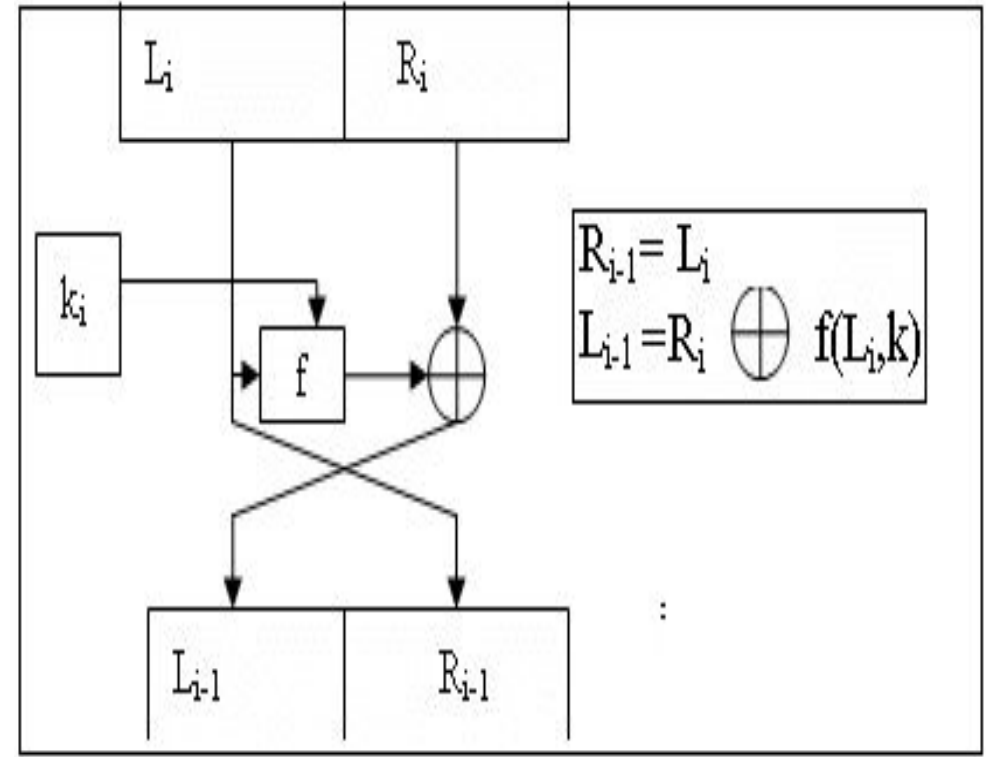 Li Ri
ki
f
Ri-1= Li
Li-1 =Ri ⊕ f(Li,k)
:
Li-1 Ri-1